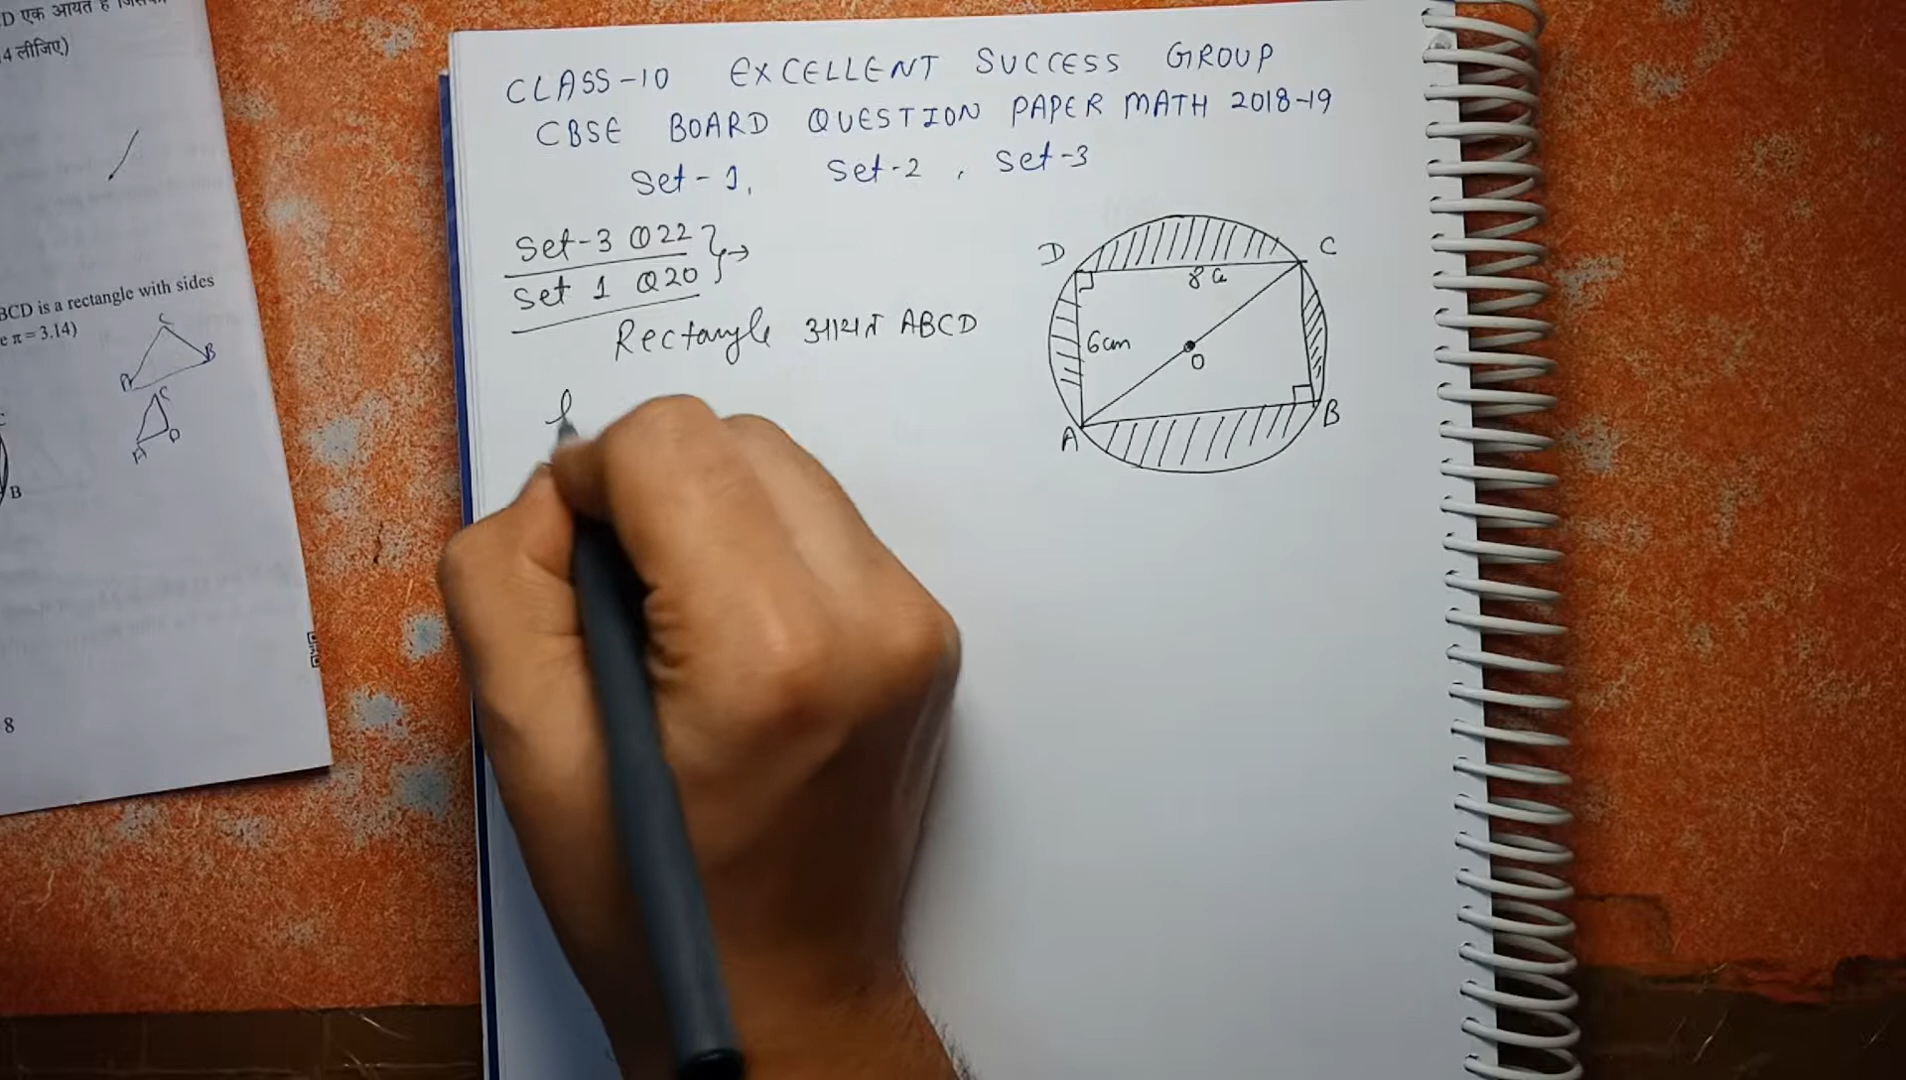 D एक आयत है
4 लीजिए)
BCD is a rectangle with sides
e π = 3.14)
C
A
B
C
A
D
B
8
CLASS-10 EXCELLENT SUCCESS GROUP
CBSE BOARD QUESTION PAPER MATH 2018-19
Set-1, Set-2, Set-3
Set-3 Q22
Set 1 Q20
Rectangle आयत ABCD
l
D
C
8
6cm
O
A
B